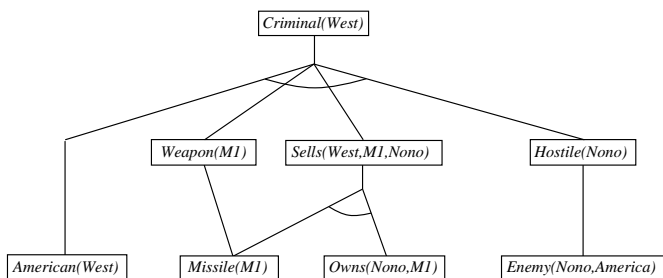 Criminal(West)
Weapon(M1)
Sells(West,M1,Nono)
Hostile(Nono)
American(West)
Missile(M1)
Owns(Nono,M1)
Enemy(Nono,America)